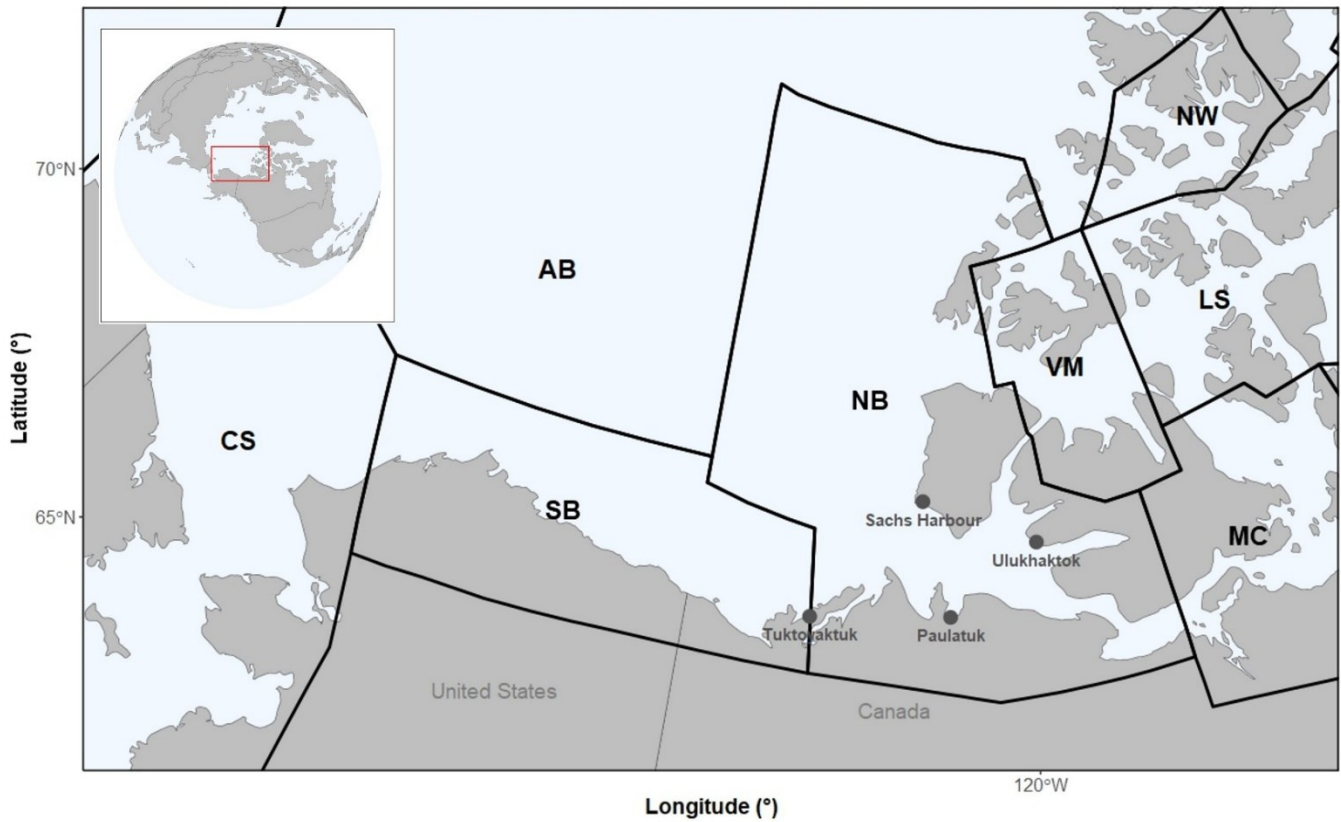 NW
70°N
AB
LS
VM
NB
CS
SB
Sachs Harbour
65°N
MC
Ulukhaktok
Tuktoyaktuk
Paulatuk
United States
Canada
120°W
Longitude (°)
Latitude (°)